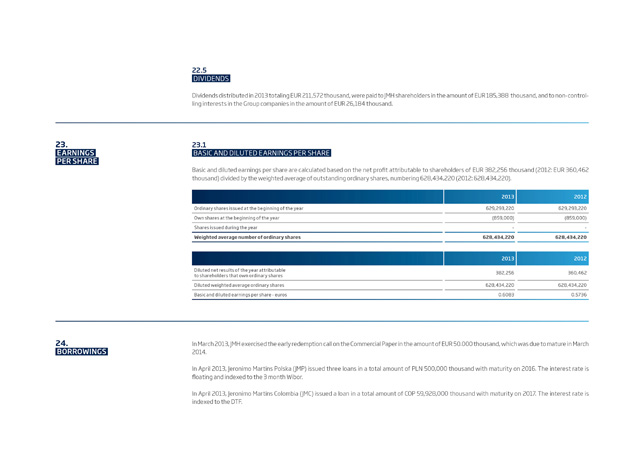 22.5
DIVIDENDS
Dividends distributed in 2013 totaling EUR 211,572 thousand, were paid to JMH shareholders in the amount of EUR 185,388 thousand, and to non-control-
ling interests in the Group companies in the amount of EUR 26,184 thousand.
23.
EARNINGS
PER SHARE
23.1
BASIC AND DILUTED EARNINGS PER SHARE
Basic and diluted earnings per share are calculated based on the net profit attributable to shareholders of EUR 382,256 thousand (2012: EUR 360,462
thousand) divided by the weighted average of outstanding ordinary shares, numbering 628,434,220 (2012: 628,434,220).
2013 2012
Ordinary shares issued at the beginning of the year 629,293,220 629,293,220
Own shares at the beginning of the year (859,000) (859,000)
Shares issued during the year - -
Weighted average number of ordinary shares 628,434,220 628,434,220
2013 2012
Diluted net results of the year attributable
to shareholders that own ordinary shares 382,256 360,462
Diluted weighted average ordinary shares 628,434,220 628,434,220
Basic and diluted earnings per share - euros 0.6083 0.5736
24.
BORROWINGS
In March 2013, JMH exercised the early redemption call on the Commercial Paper in the amount of EUR 50.000 thousand, which was due to mature in March
2014.
In April 2013, Jeronimo Martins Polska (JMP) issued three loans in a total amount of PLN 500,000 thousand with maturity on 2016. The interest rate is
floating and indexed to the 3 month Wibor.
In April 2013, Jeronimo Martins Colombia (JMC) issued a loan in a total amount of COP 59,928,000 thousand with maturity on 2017. The interest rate is
indexed to the DTF.